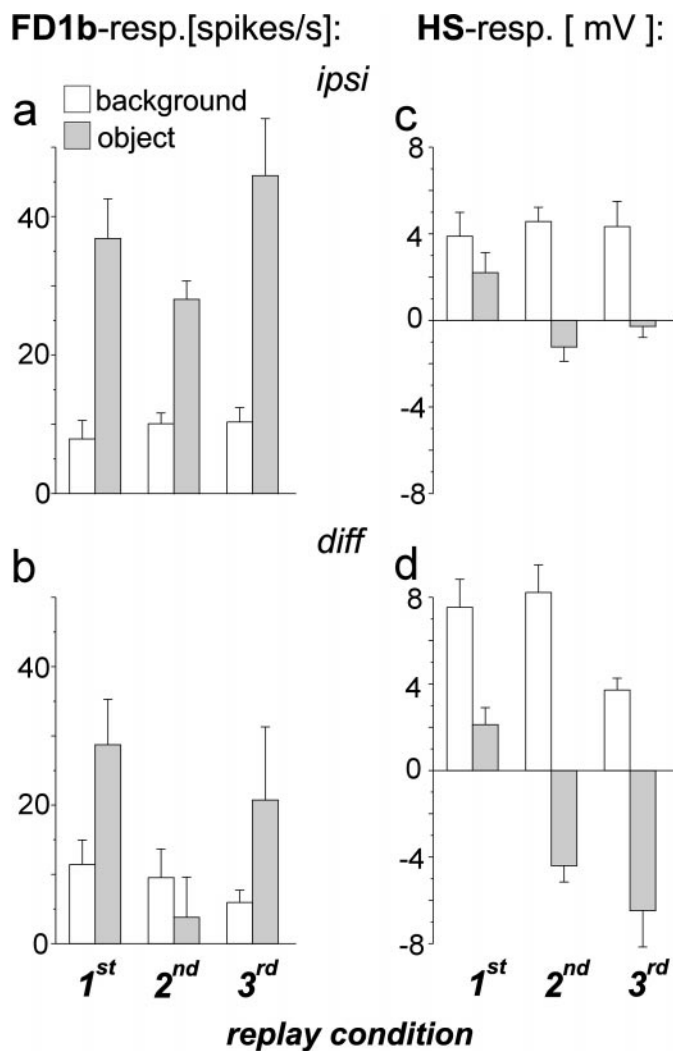 FD1b-resp.[spikes/s]: HS-resp. [ mV ]:
ipsi
a
background
object
40
20
0
c
8
4
0
-4
-8
diff
b
40
20
0
d
8
4
0
-4
-8
1st 2nd 3rd 1st 2nd 3rd
replay condition